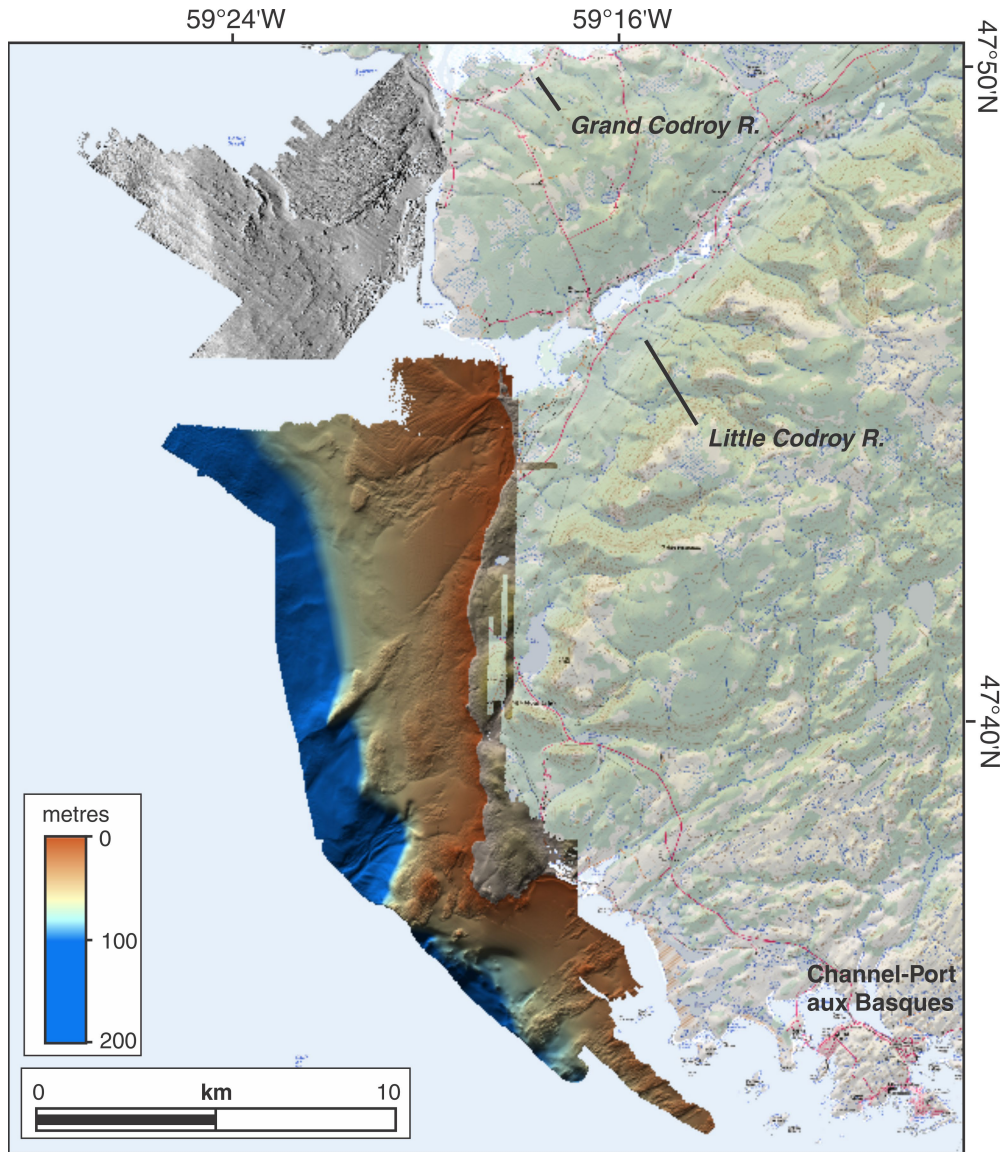 59°24'W
59°16'W
47°50'N
Grand Codroy R.
Little Codroy R.
47°40'N
metres
0
100
200
Channel-Port
aux Basques
0 km 10